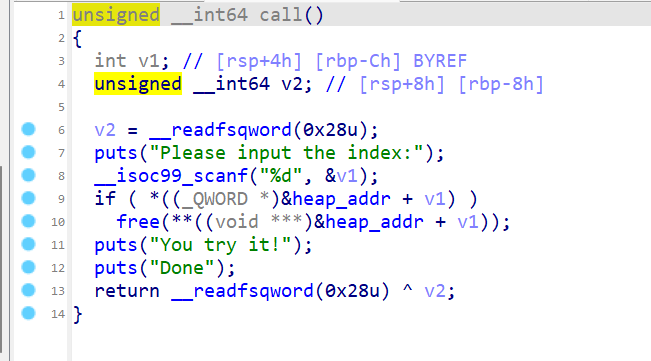 1 unsigned __int64 call()
2 {
3 int v1; // [rsp+4h] [rbp-Ch] BYREF
4 unsigned __int64 v2; // [rsp+8h] [rbp-8h]
5
6 v2 = __readfsqword(0x28u);
7 puts("Please input the index:");
8 __isoc99_scanf("%d", &v1);
9 if ( *((_QWORD *)&heap_addr + v1) )
10 free(**((void ***)&heap_addr + v1));
11 puts("You try it!");
12 puts("Done");
13 return __readfsqword(0x28u) ^ v2;
14 }